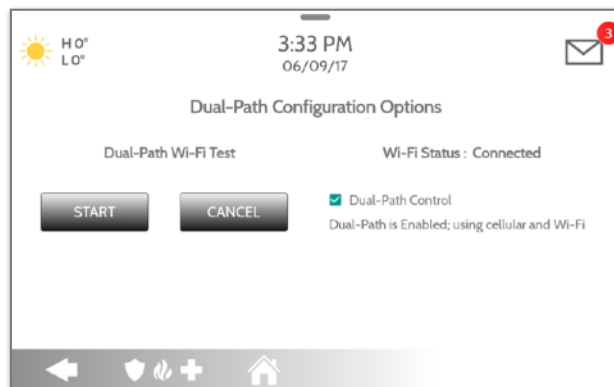 H 0°
L 0°
3:33 PM
06/09/17
3
Dual-Path Configuration Options
Dual-Path Wi-Fi Test
Wi-Fi Status : Connected
START
CANCEL
Dual-Path Control
Dual-Path is Enabled; using cellular and Wi-Fi